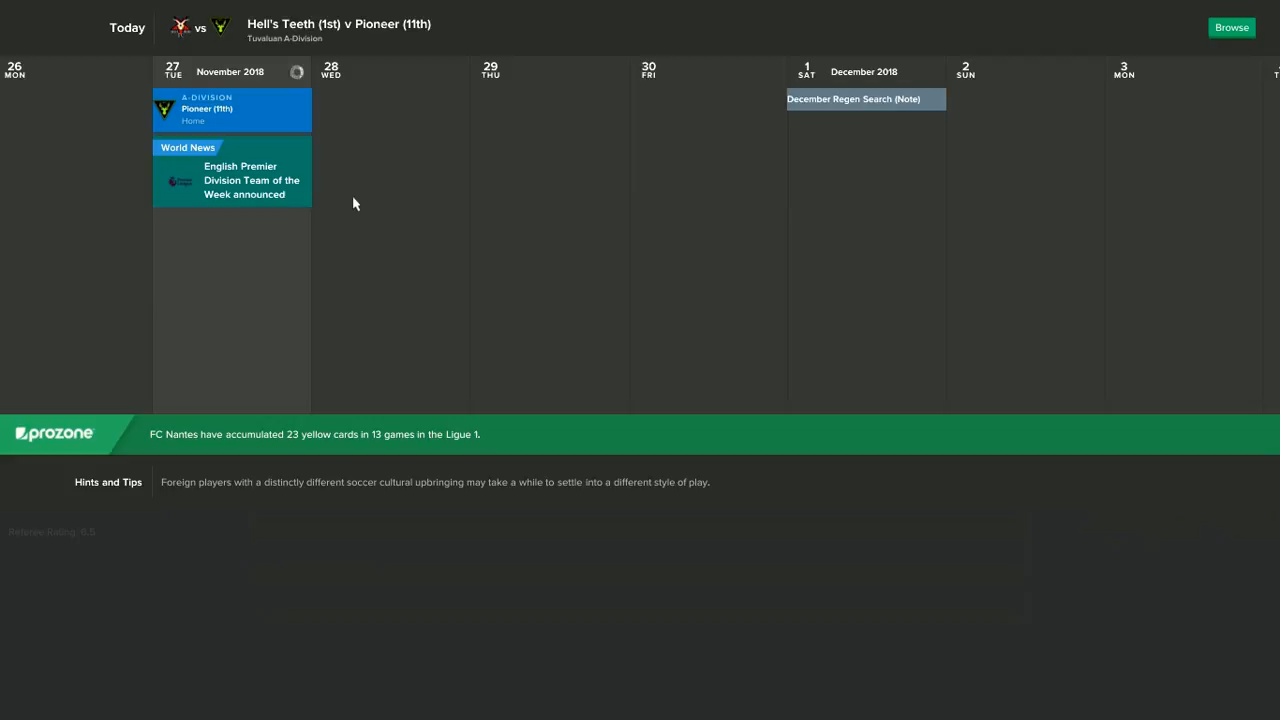 Today
vs
Hell's Teeth (1st) v Pioneer (11th)
Tuvaluan A-Division
Browse
26
MON
27
TUE
November 2018
28
WED
29
THU
30
FRI
1
SAT
December 2018
2
SUN
3
MON
A-DIVISION
Pioneer (11th)
Home
December Regen Search (Note)
World News
English Premier
Division Team of the
Week announced
prozone
FC Nantes have accumulated 23 yellow cards in 13 games in the Ligue 1.
Hints and Tips
Foreign players with a distinctly different soccer cultural upbringing may take a while to settle into a different style of play.
Referee Rating: 6.5